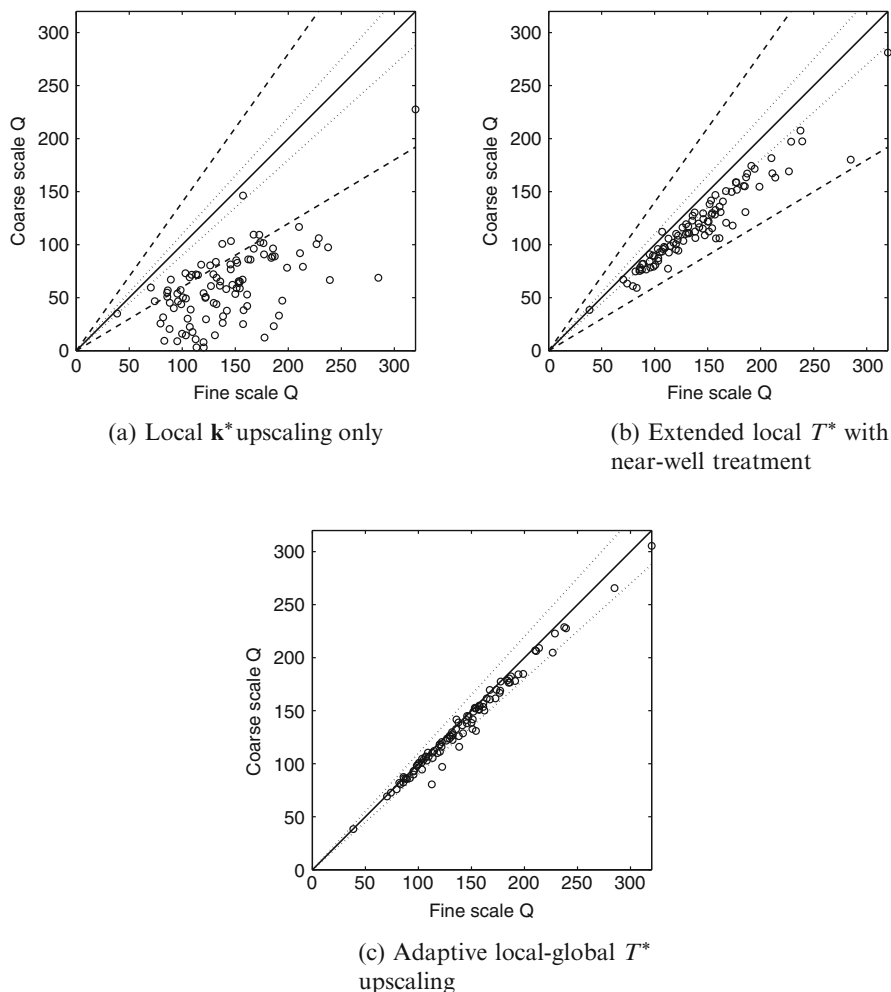 300
250
200
150
100
50
0
Coarse scale Q
0 50 100 150 200 250 300
Fine scale Q
(a) Local k* upscaling only
300
250
200
150
100
50
0
Coarse scale Q
0 50 100 150 200 250 300
Fine scale Q
(b) Extended local T* with
near-well treatment
300
250
200
150
100
50
0
Coarse scale Q
0 50 100 150 200 250 300
Fine scale Q
(c) Adaptive local-global T*
upscaling